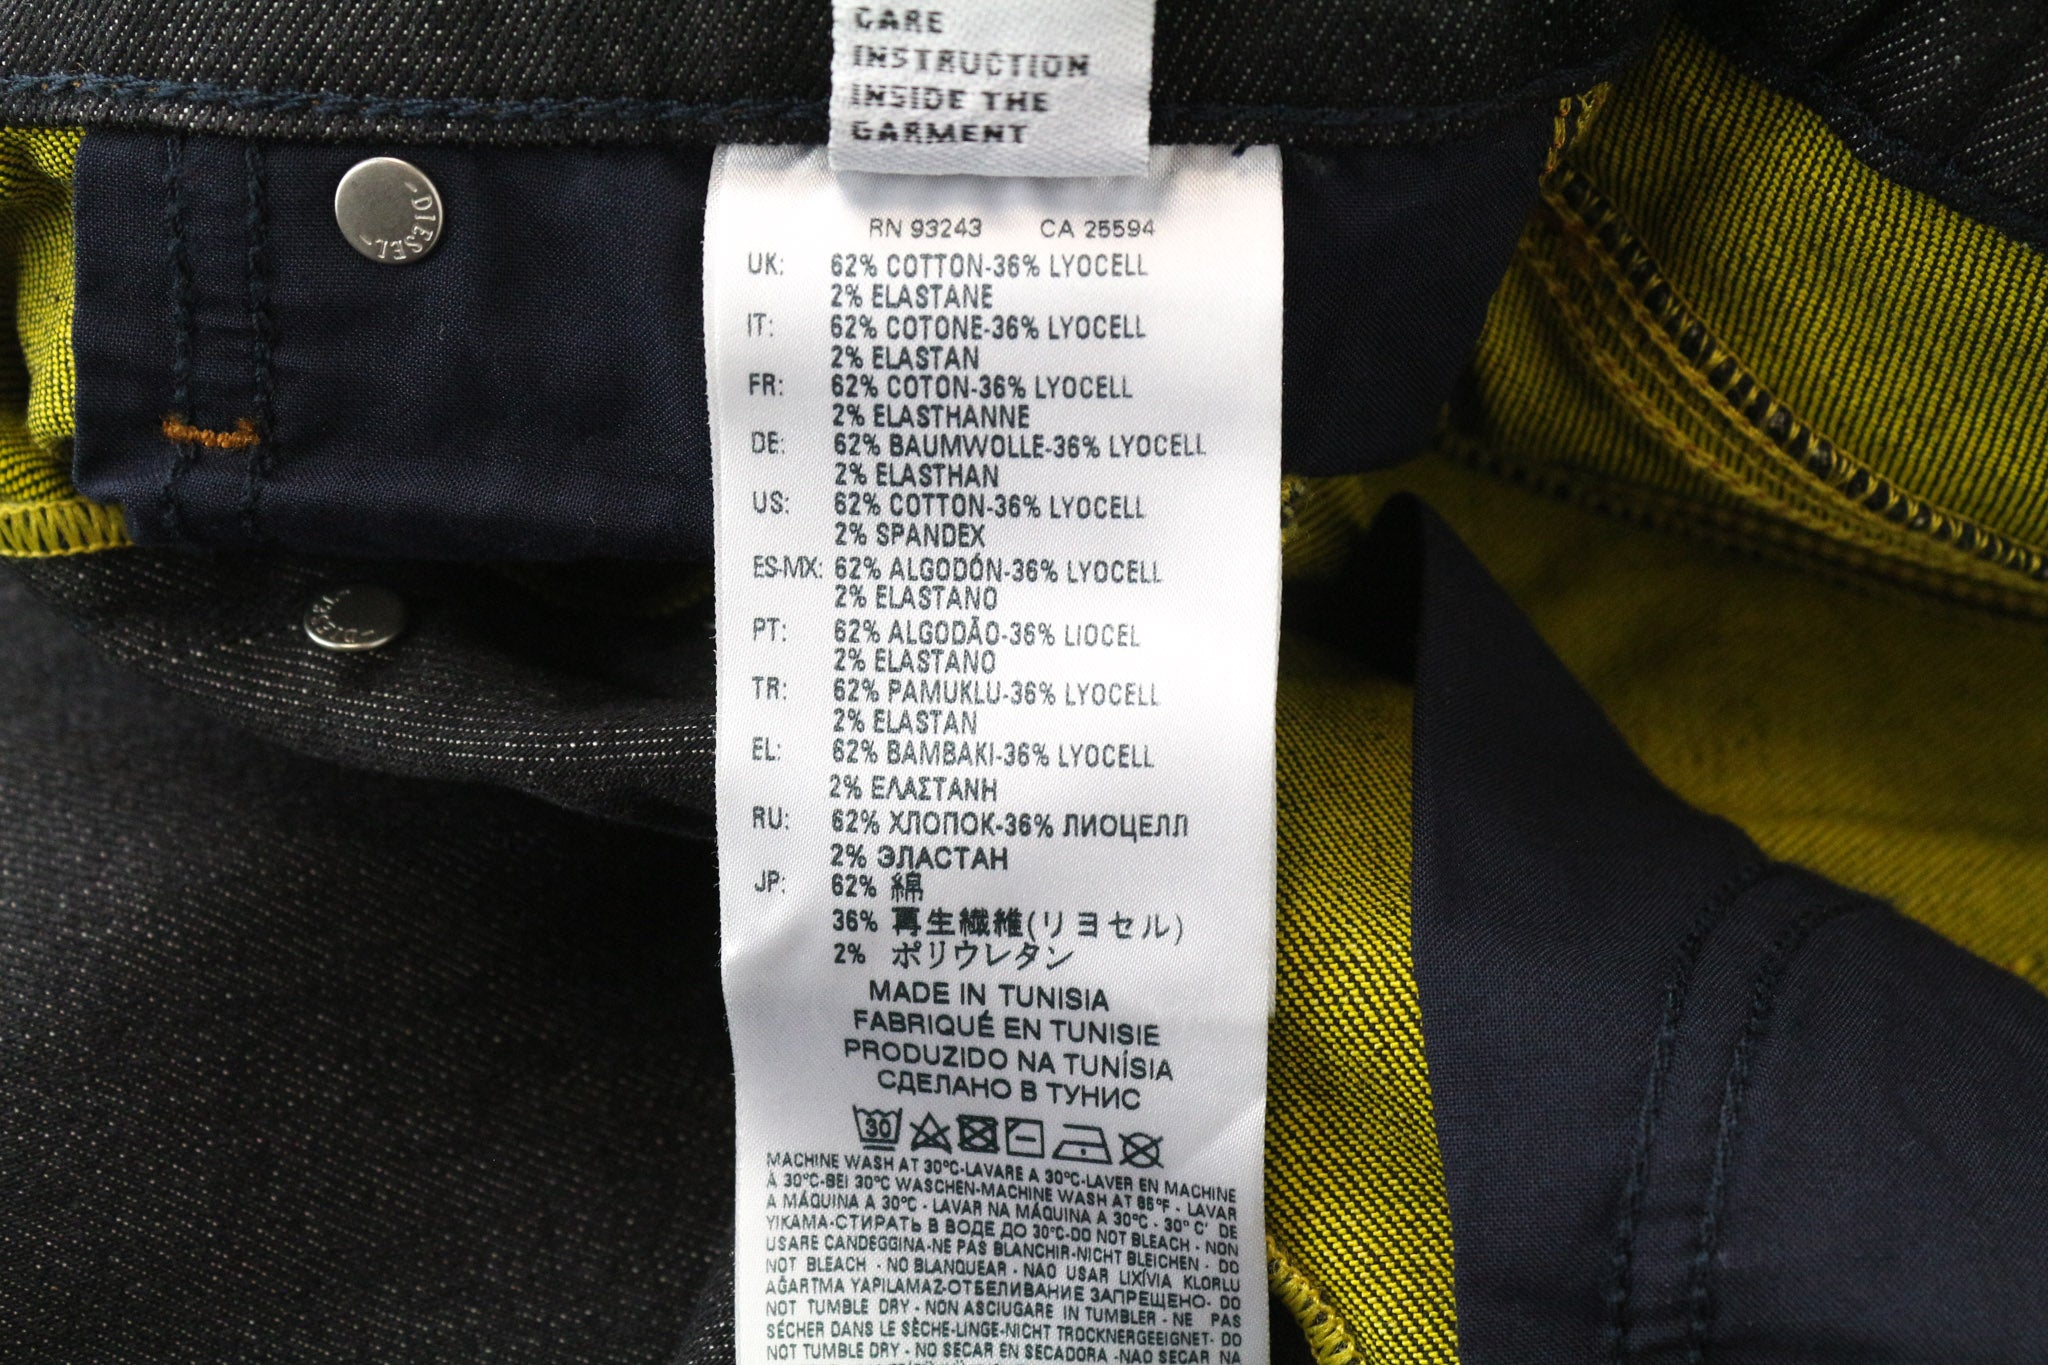 CARE
INSTRUCTION
INSIDE THE
GARMENT
-DIESEL-
RN 93243 CA 25594
UK: 62% COTTON-36% LYOCELL
2% ELASTANE
IT: 62% COTONE-36% LYOCELL
2% ELASTAN
FR: 62% COTON-36% LYOCELL
2% ELASTHANNE
DE: 62% BAUMWOLLE-36% LYOCELL
2% ELASTHAN
US: 62% COTTON-36% LYOCELL
2% SPANDEX
ES-MX: 62% ALGODÓN-36% LYOCELL
2% ELASTANO
PT: 62% ALGODÃO-36% LIOCEL
2% ELASTANO
TR: 62% PAMUKLU-36% LYOCELL
2% ELASTAN
EL: 62% BAMBAKI-36% LYOCELL
2% ΕΛΑΣΤΑΝΗ
RU: 62% ХЛОПОК-36% ЛИОЦЕЛЛ
2% ЭЛАСТАН
JP: 62% 綿
36% 再生繊維(リヨセル)
2% ポリウレタン
MADE IN TUNISIA
FABRIQUÉ EN TUNISIE
PRODUZIDO NA TUNÍSIA
СДЕЛАНО В ТУНИС
30
MACHINE WASH AT 30°C-LAVARE A 30°C-LAVER EN MACHINE
À 30°C-BEI 30°C WASCHEN-MACHINE WASH AT 86°F - LAVAR
A MÁQUINA A 30°C - LAVAR NA MÁQUINA A 30°C - 30° C' DE
YIKAMA-СТИРАТЬ В ВОДЕ ДО 30°C-DO NOT BLEACH - NON
USARE CANDEGGINA-NE PAS BLANCHIR-NICHT BLEICHEN - DO
NOT BLEACH - NO BLANQUEAR - NAO USAR LIXÍVIA KLORLU
AĞARTMA YAPILAMAZ-ОТБЕЛИВАНИЕ ЗАПРЕЩЕНО- DO
NOT TUMBLE DRY - NON ASCIUGARE IN TUMBLER - NE PAS
SÉCHER DANS LE SÈCHE-LINGE-NICHT TROCKNERGEEIGNET- DO
NOT TUMBLE DRY - NO SECAR EN SECADORA -NAO SECAR NA